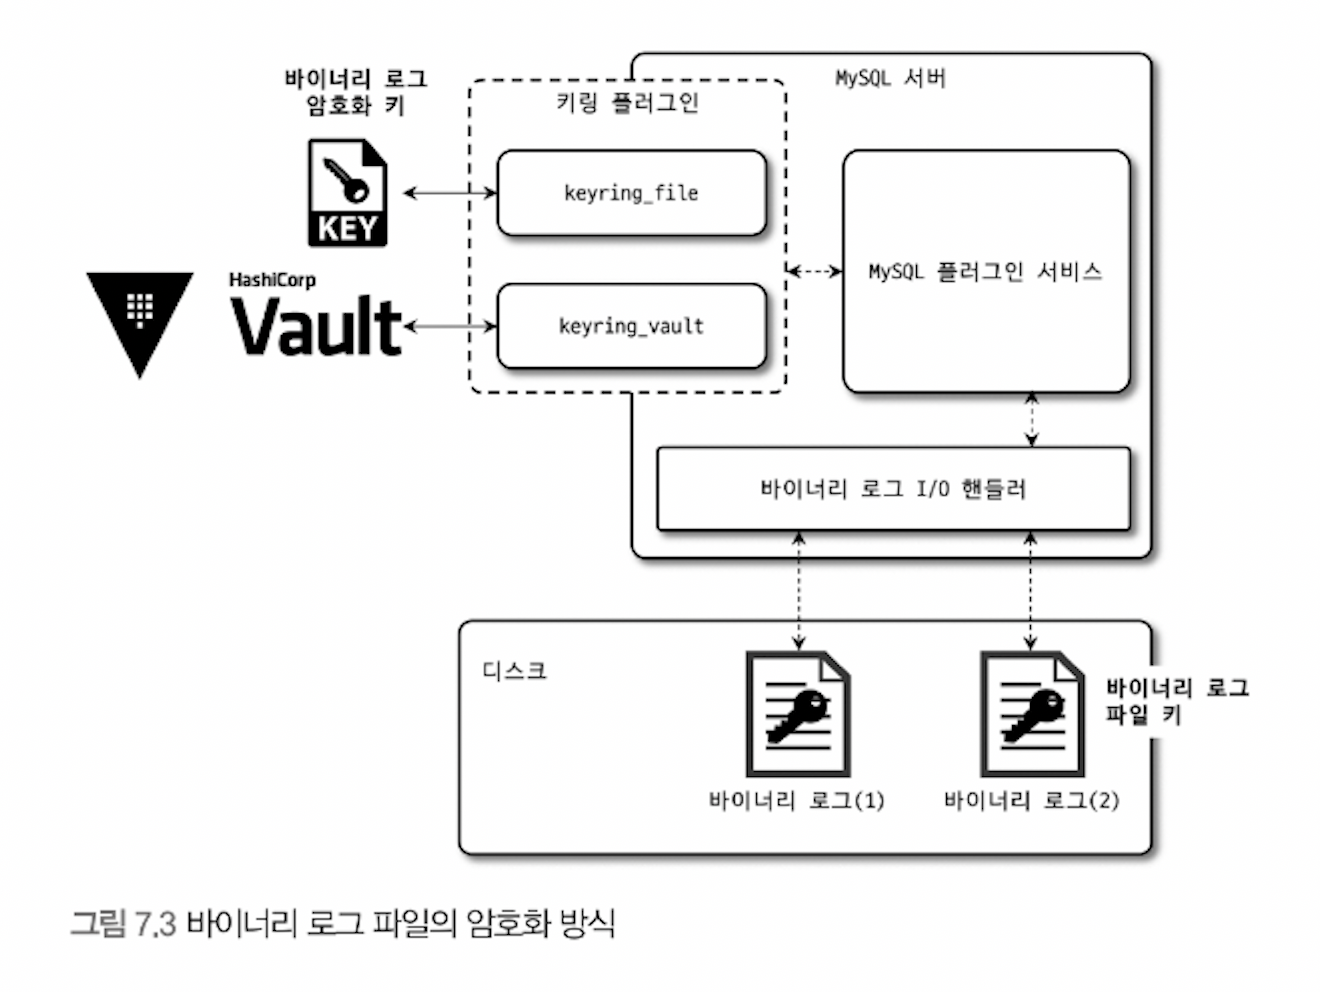 바이너리 로그
암호화 키
KEY
HashiCorp
Vault
키링 플러그인
keyring_file
keyring_vault
MySQL 서버
MySQL 플러그인 서비스
바이너리 로그 I/O 핸들러
디스크
바이너리 로그(1)
바이너리 로그(2)
바이너리 로그
파일 키
그림 7.3 바이너리 로그 파일의 암호화 방식